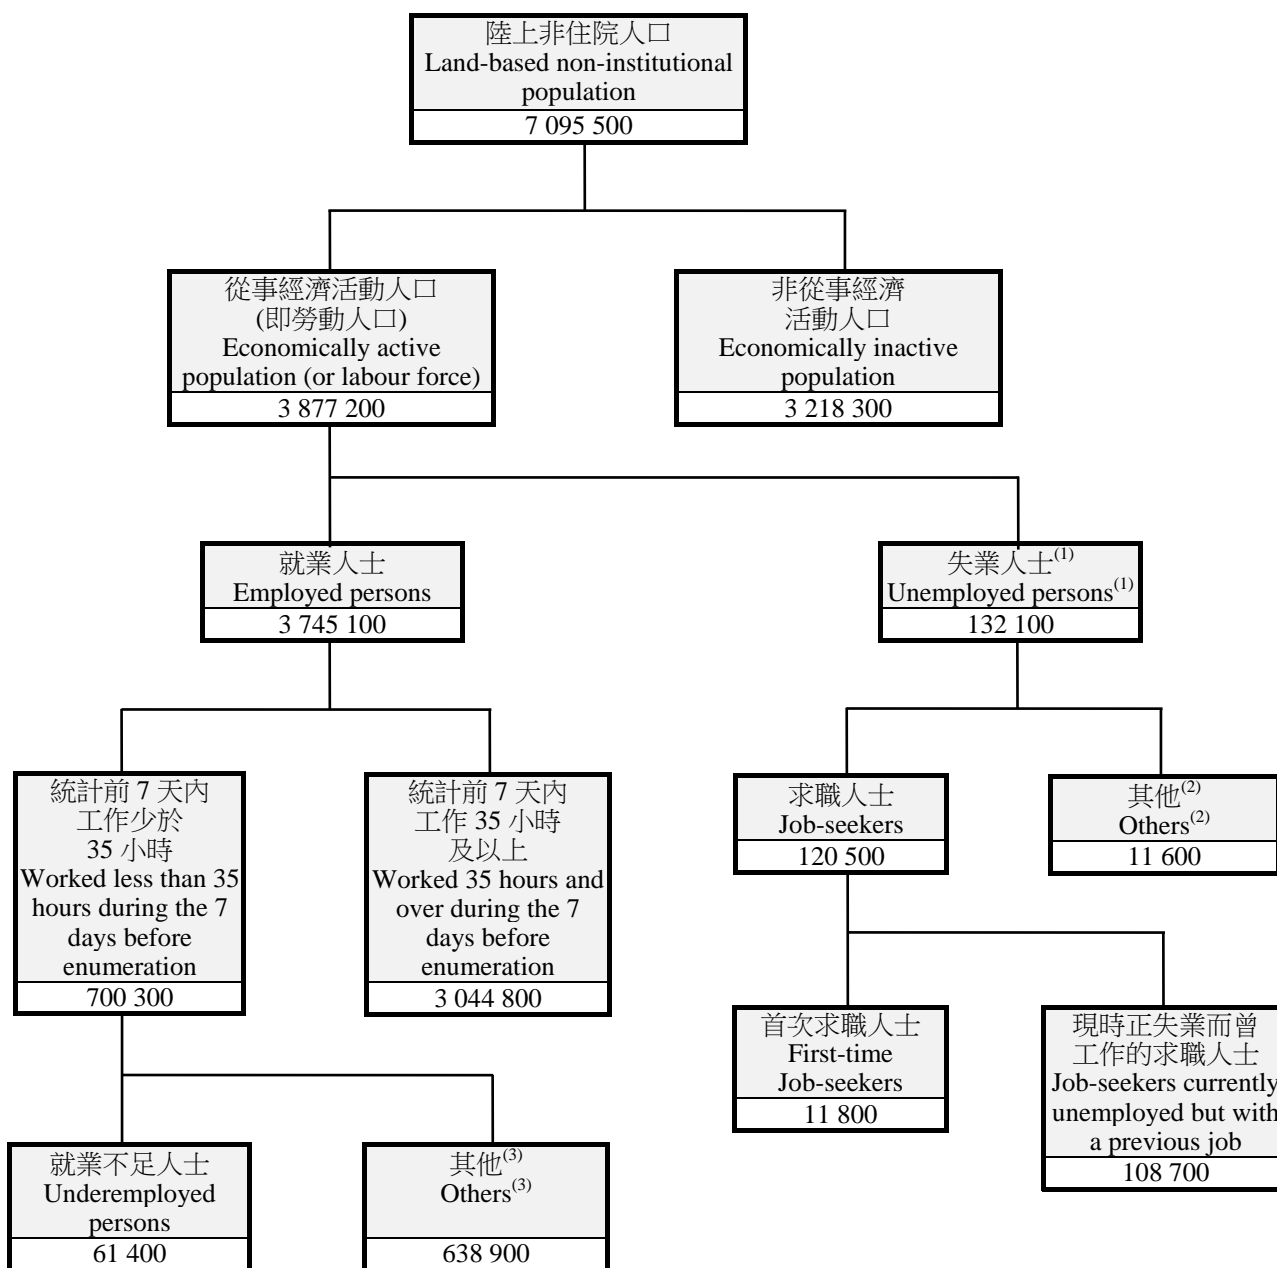 陸上非住院人口
Land-based non-institutional
population
7 095 500
從事經濟活動人口
(即勞動人口)
Economically active
population (or labour force)
3 877 200
非從事經濟
活動人口
Economically inactive
population
3 218 300
就業人士
Employed persons
3 745 100
失業人士(1)
Unemployed persons(1)
132 100
統計前 7 天內
工作少於
35 小時
Worked less than 35
hours during the 7
days before
enumeration
700 300
統計前 7 天內
工作 35 小時
及以上
Worked 35 hours and
over during the 7
days before
enumeration
3 044 800
求職人士
Job-seekers
120 500
其他(2)
Others(2)
11 600
首次求職人士
First-time
Job-seekers
11 800
現時正失業而曾
工作的求職人士
Job-seekers currently
unemployed but with
a previous job
108 700
就業不足人士
Underemployed
persons
61 400
其他(3)
Others(3)
638 900